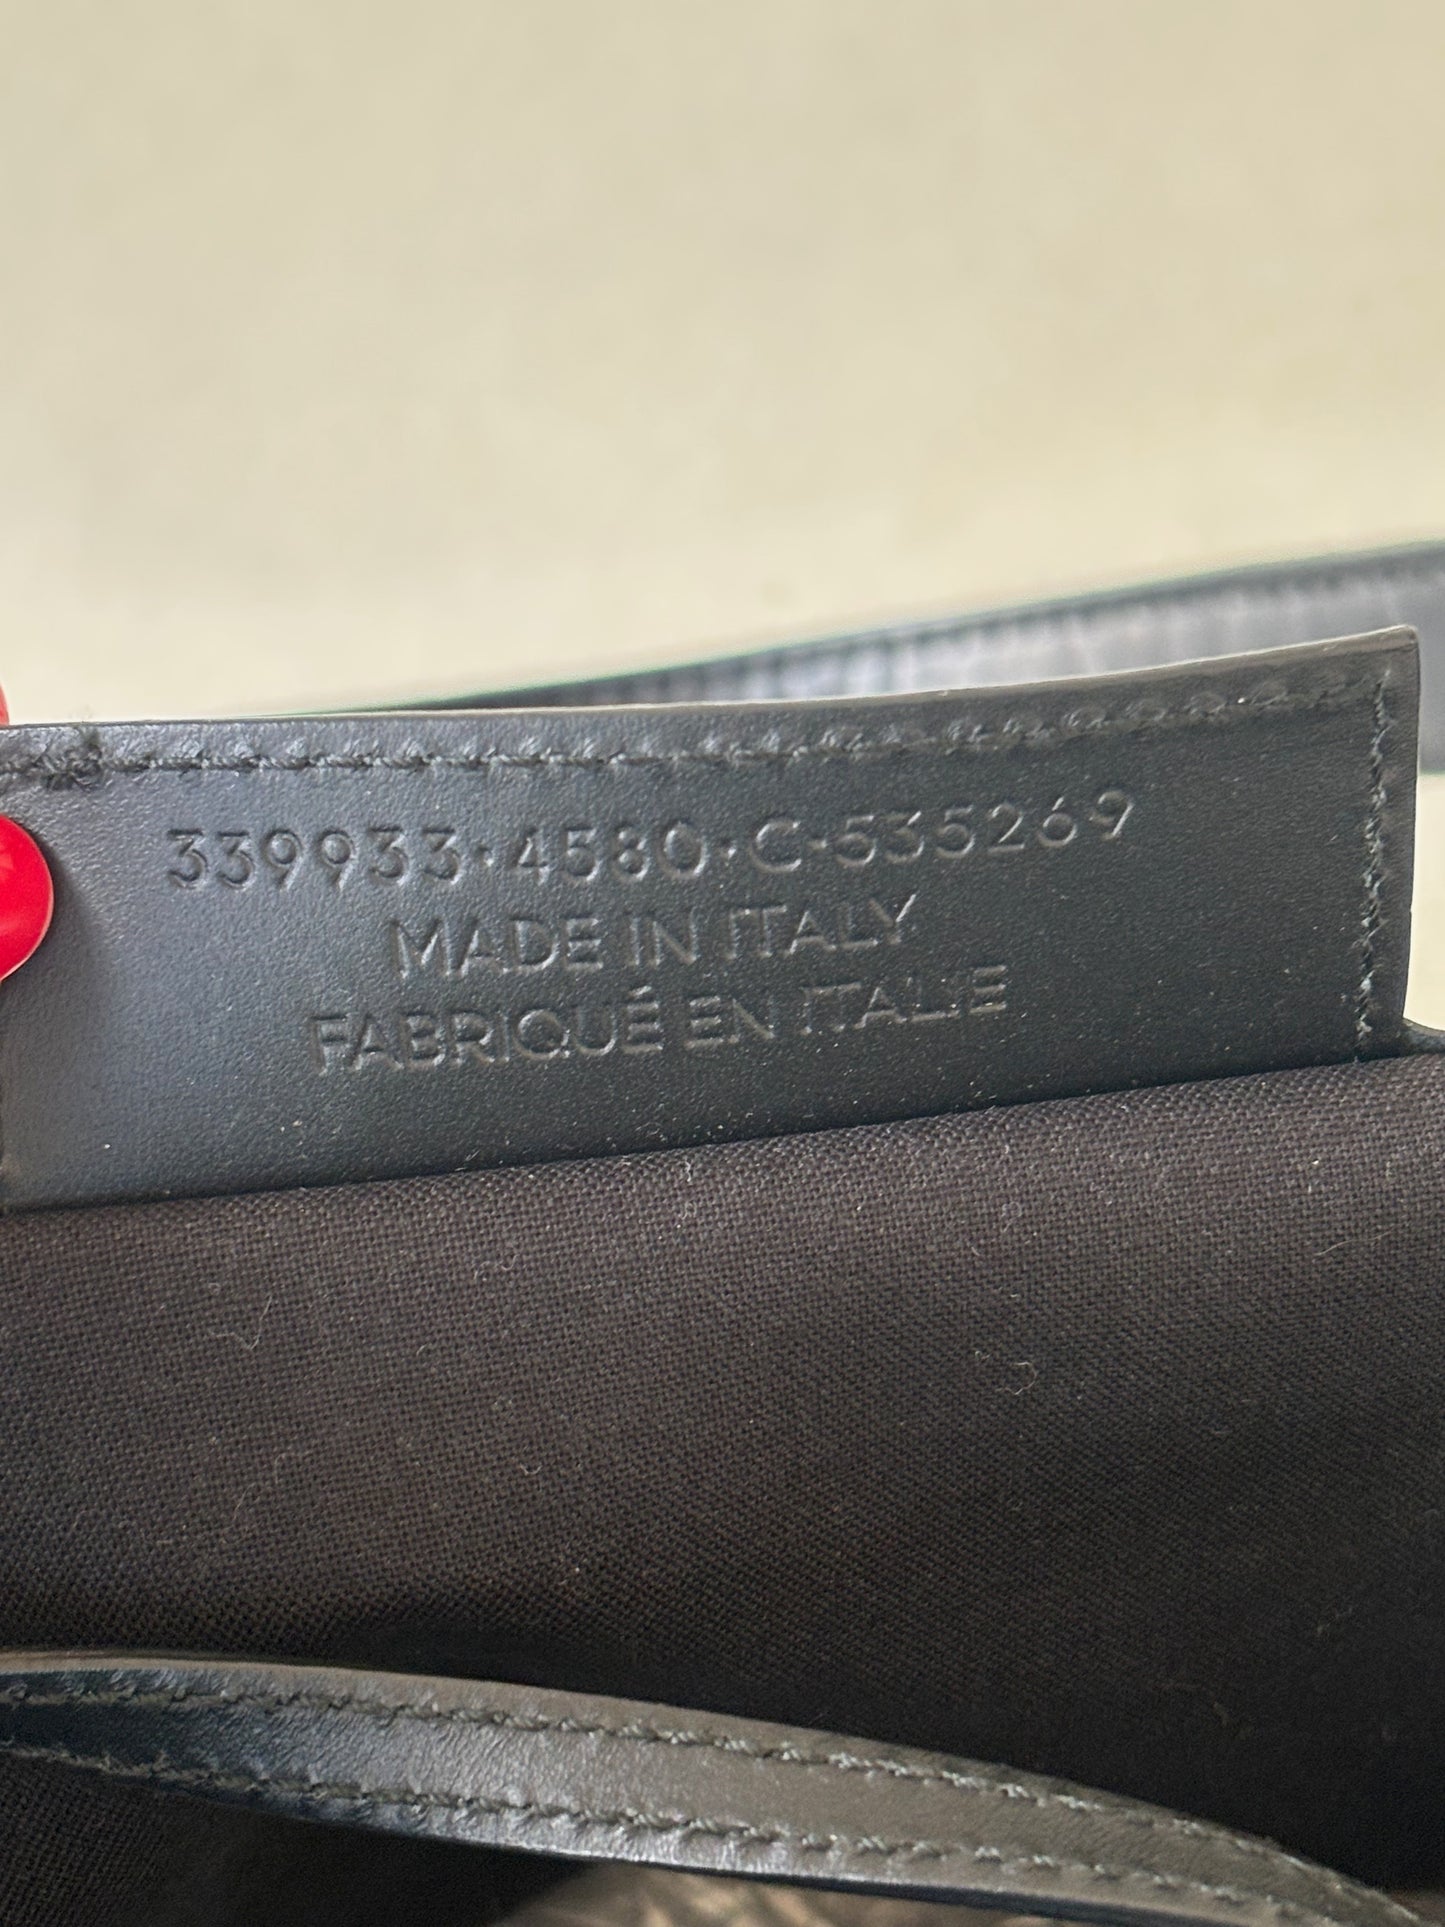 339933·4580·C·535269
MADE IN ITALY
FABRIQUÉ EN ITALIE